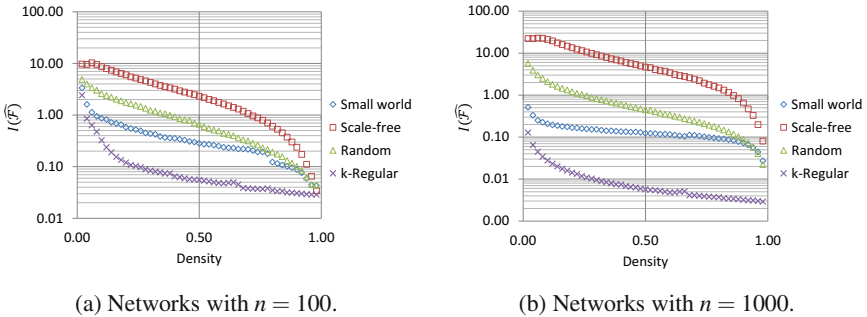 100.00
10.00
1.00
0.10
0.01
I(F̂)
0.00
0.50
1.00
Density
Small world
Scale-free
Random
k-Regular
(a) Networks with n = 100.
100.00
10.00
1.00
0.10
0.01
0.00
I(F̂)
0.00
0.50
1.00
Density
Small world
Scale-free
Random
k-Regular
(b) Networks with n = 1000.